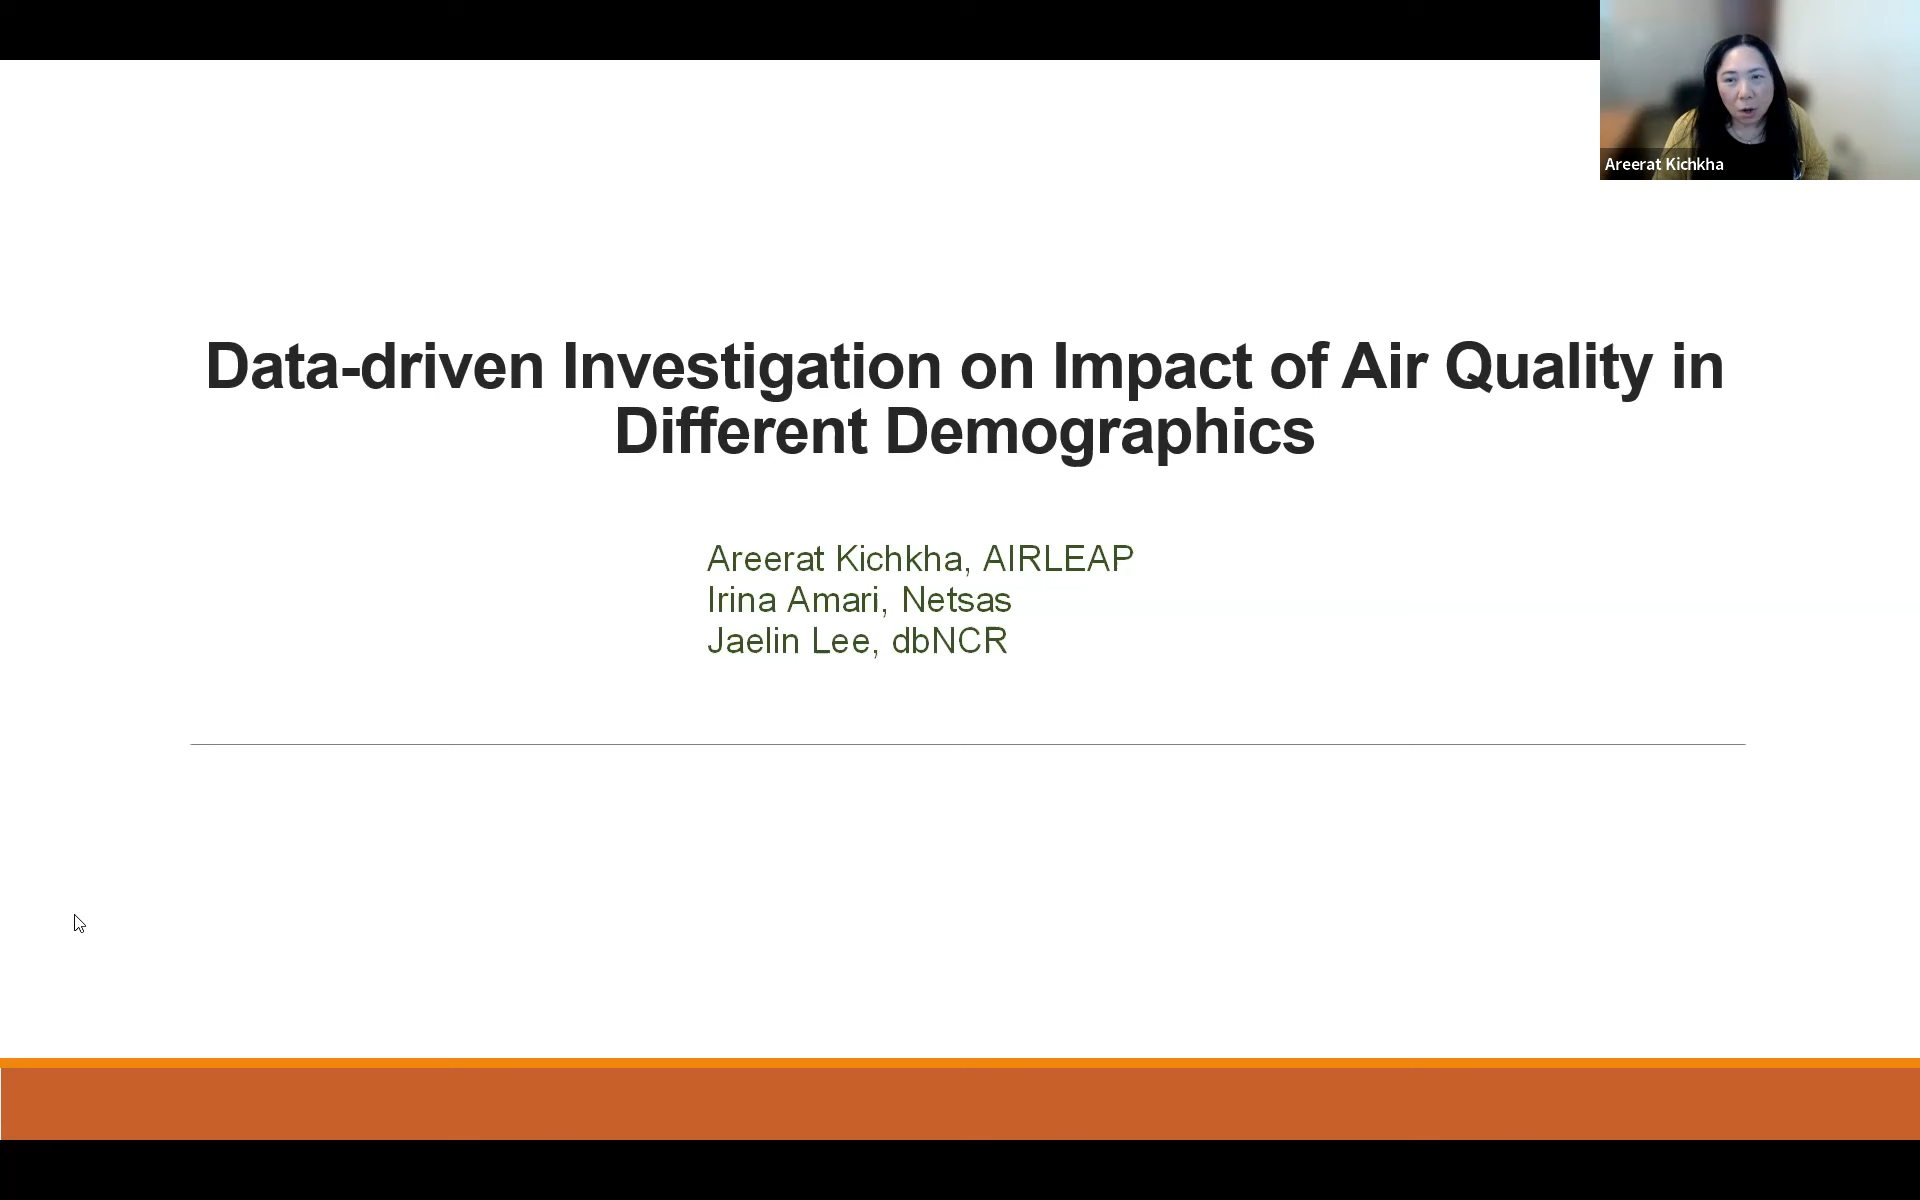 Areerat Kichkha
Data-driven Investigation on Impact of Air Quality in
Different Demographics
Areerat Kichkha, AIRLEAP
Irina Amari, Netsas
Jaelin Lee, dbNCR